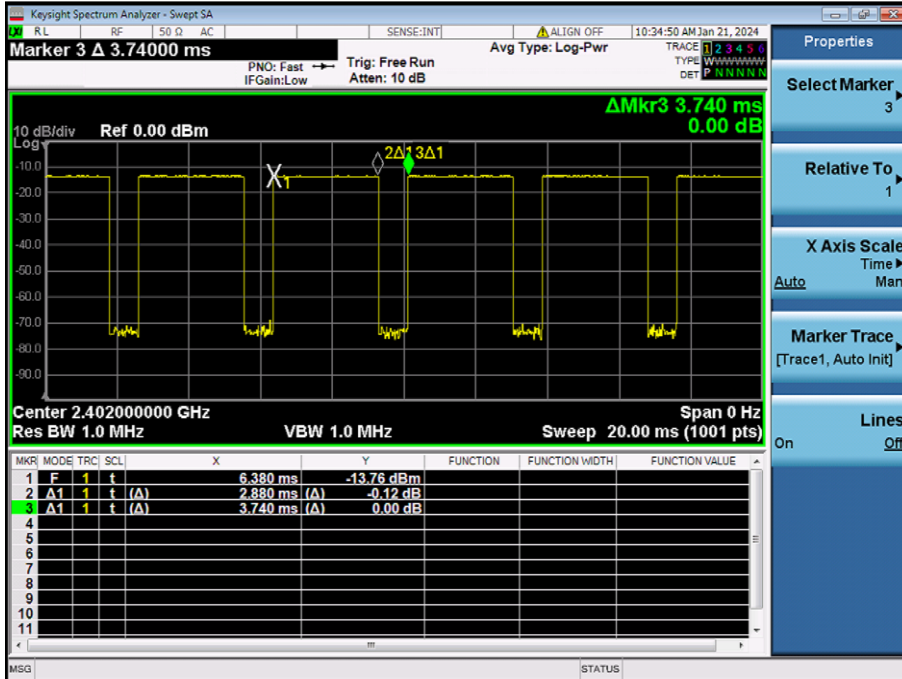 Keysight Spectrum Analyzer - Swept SA
LXI RL RF 50 Ω AC SENSE:INT ALIGN OFF 10:34:50 AM Jan 21, 2024
Marker 3 Δ 3.74000 ms
PNO: Fast
IFGain:Low
Trig: Free Run
Atten: 10 dB
Avg Type: Log-Pwr
TRACE 1 2 3 4 5 6
TYPE WWWWWW
DET P N N N N N
ΔMkr3 3.740 ms
0.00 dB
10 dB/div Ref 0.00 dBm
Log
2Δ1 3Δ1
1
-10.0
-20.0
-30.0
-40.0
-50.0
-60.0
-70.0
-80.0
-90.0
Center 2.402000000 GHz Span 0 Hz
Res BW 1.0 MHz VBW 1.0 MHz Sweep 20.00 ms (1001 pts)
MKR MODE TRC SCL X Y FUNCTION FUNCTION WIDTH FUNCTION VALUE
1 F 1 t 6.380 ms -13.76 dBm
2 Δ1 1 t (Δ) 2.880 ms (Δ) -0.12 dB
3 Δ1 1 t (Δ) 3.740 ms (Δ) 0.00 dB
4
5
6
7
8
9
10
11
MSG STATUS
Properties
Select Marker
3
Relative To
1
X Axis Scale
Time
Auto Man
Marker Trace
[Trace1, Auto Init]
Lines
On Off